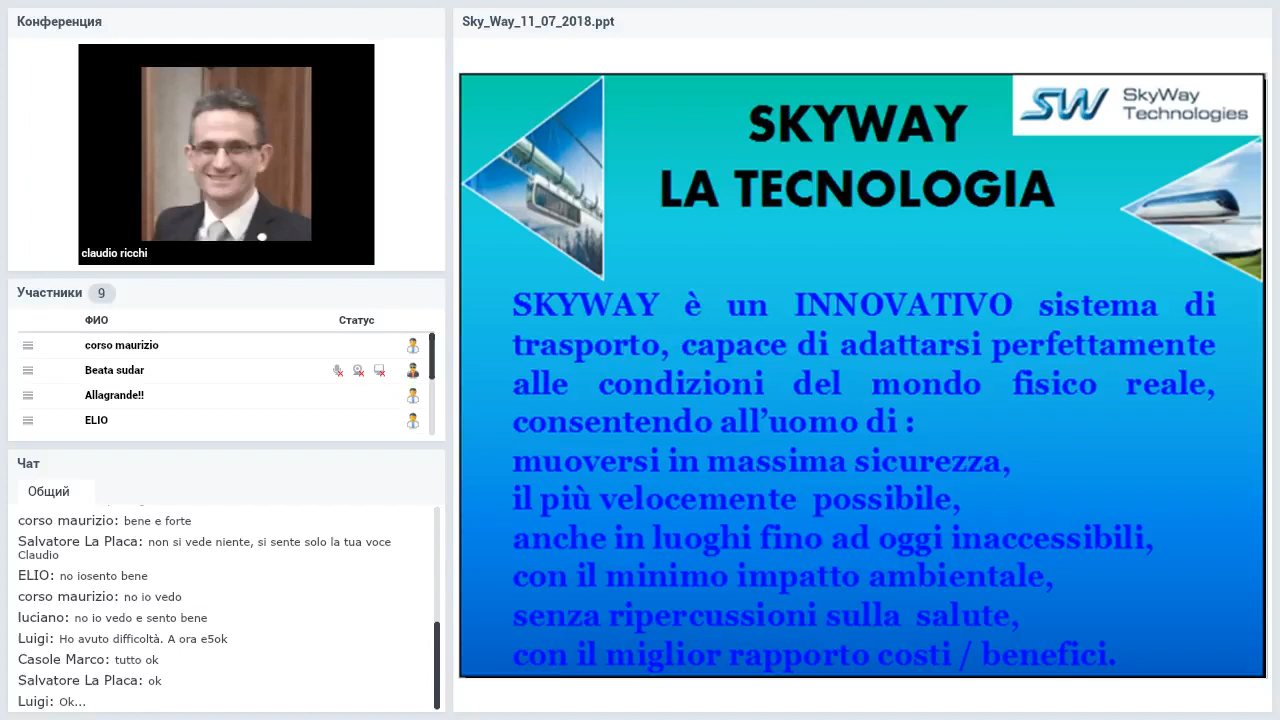 Конференция
claudio ricchi
Участники 9
ФИО Статус
corso maurizio
Beata sudar
Allagrande!!
ELIO
Чат
Общий
corso maurizio: bene e forte
Salvatore La Placa: non si vede niente, si sente solo la tua voce
Claudio
ELIO: no iosento bene
corso maurizio: no io vedo
luciano: no io vedo e sento bene
Luigi: Ho avuto difficoltà. A ora e5ok
Casole Marco: tutto ok
Salvatore La Placa: ok
Luigi: Ok...
Sky_Way_11_07_2018.ppt
SW SkyWay
Technologies
SKYWAY
LA TECNOLOGIA
SKYWAY è un INNOVATIVO sistema di
trasporto, capace di adattarsi perfettamente
alle condizioni del mondo fisico reale,
consentendo all’uomo di :
muoversi in massima sicurezza,
il più velocemente possibile,
anche in luoghi fino ad oggi inaccessibili,
con il minimo impatto ambientale,
senza ripercussioni sulla salute,
con il miglior rapporto costi / benefici.